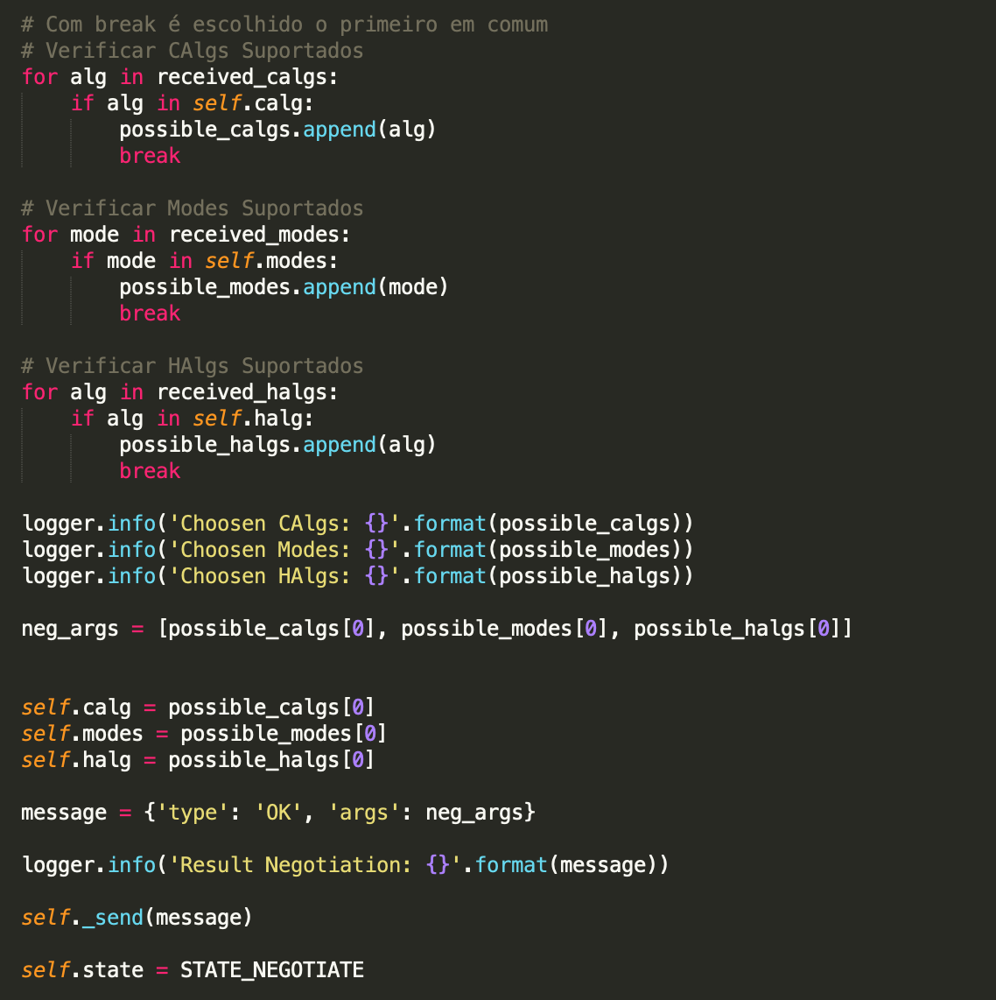 # Com break é escolhido o primeiro em comum
# Verificar CAlgs Suportados
for alg in received_calgs:
    if alg in self.calg:
        possible_calgs.append(alg)
        break

# Verificar Modes Suportados
for mode in received_modes:
    if mode in self.modes:
        possible_modes.append(mode)
        break

# Verificar HAlgs Suportados
for alg in received_halgs:
    if alg in self.halg:
        possible_halgs.append(alg)
        break

logger.info('Choosen CAlgs: {}'.format(possible_calgs))
logger.info('Choosen Modes: {}'.format(possible_modes))
logger.info('Choosen HAlgs: {}'.format(possible_halgs))

neg_args = [possible_calgs[0], possible_modes[0], possible_halgs[0]]


self.calg = possible_calgs[0]
self.modes = possible_modes[0]
self.halg = possible_halgs[0]

message = {'type': 'OK', 'args': neg_args}

logger.info('Result Negotiation: {}'.format(message))

self._send(message)

self.state = STATE_NEGOTIATE